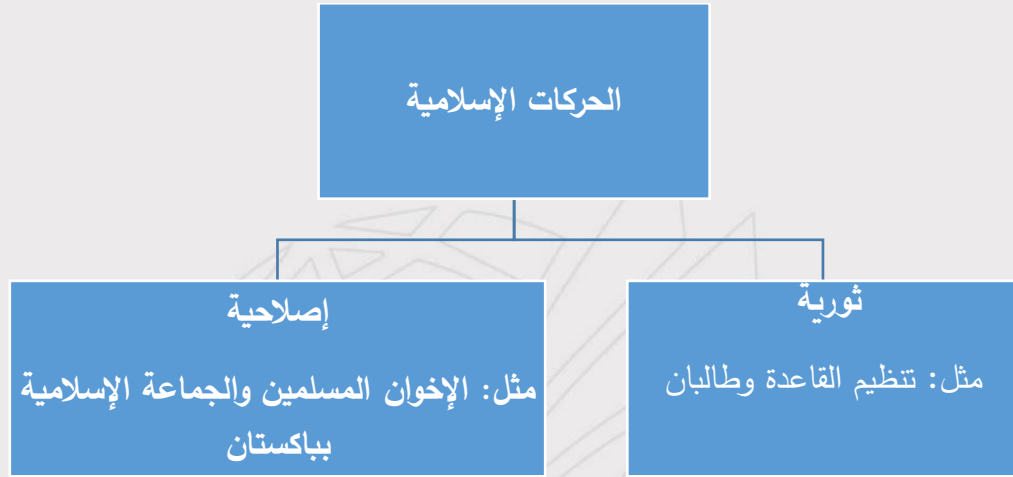 الحركات الإسلامية
ثورية
مثل: تنظيم القاعدة وطالبان
إصلاحية
مثل: الإخوان المسلمين والجماعة الإسلامية
بباكستان